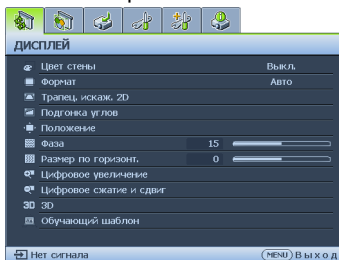 ДИСПЛЕЙ
Цвет стены Выкл.
Формат Авто
Трапец. искаж. 2D
Подгонка углов
Положение
Фаза 15
Размер по горизонт. 0
Цифровое увеличение
Цифровое сжатие и сдвиг
3D 3D
Обучающий шаблон
Нет сигнала MENU Выход